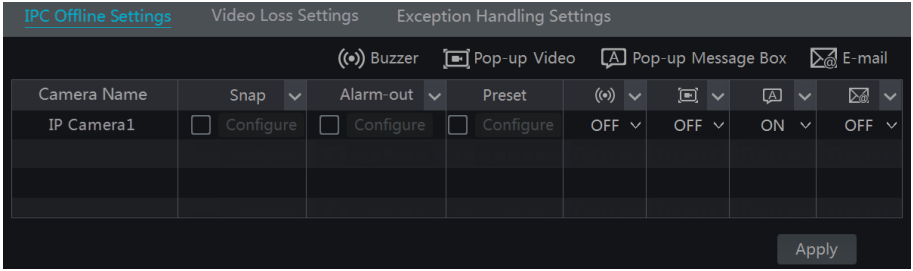 IPC Offline Settings Video Loss Settings Exception Handling Settings
Buzzer Pop-up Video A Pop-up Message Box E-mail
Camera Name Snap Alarm-out Preset A
IP Camera1 Configure Configure Configure OFF OFF ON OFF
Apply